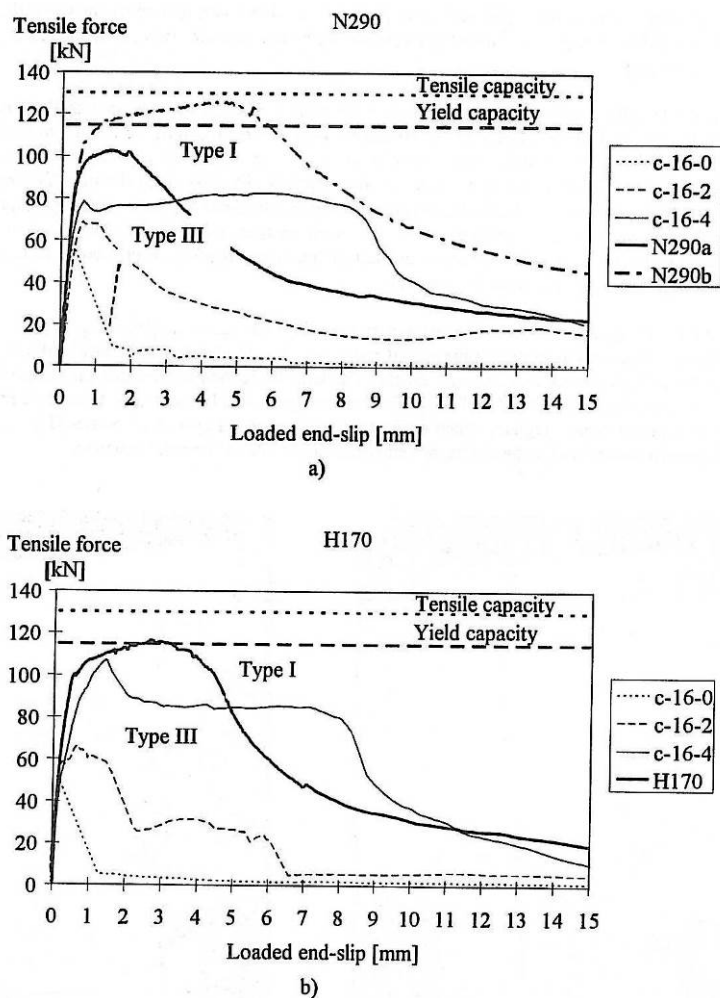 Tensile force
[kN]
N290
140
120
100
80
60
40
20
0
Tensile capacity
Yield capacity
Type I
Type III
0 1 2 3 4 5 6 7 8 9 10 11 12 13 14 15
Loaded end-slip [mm]
c-16-0
c-16-2
c-16-4
N290a
N290b
a)
Tensile force
[kN]
H170
140
120
100
80
60
40
20
0
Tensile capacity
Yield capacity
Type I
Type III
0 1 2 3 4 5 6 7 8 9 10 11 12 13 14 15
Loaded end-slip [mm]
c-16-0
c-16-2
c-16-4
H170
b)